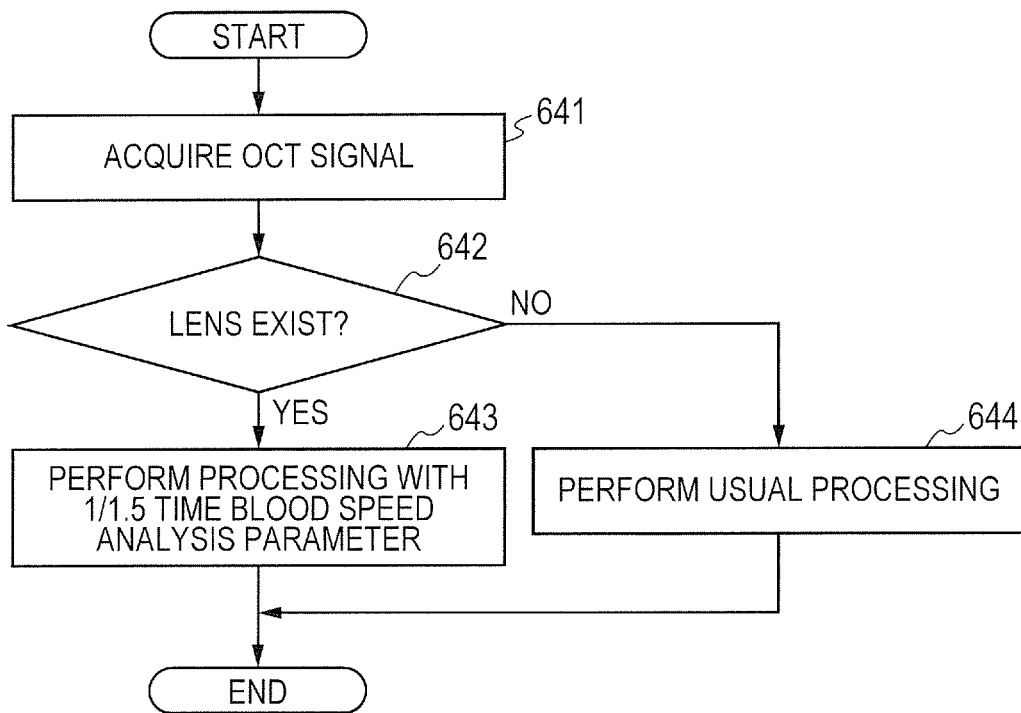 START
641
ACQUIRE OCT SIGNAL
642
LENS EXIST?
NO
YES
643
PERFORM PROCESSING WITH
1/1.5 TIME BLOOD SPEED
ANALYSIS PARAMETER
644
PERFORM USUAL PROCESSING
END